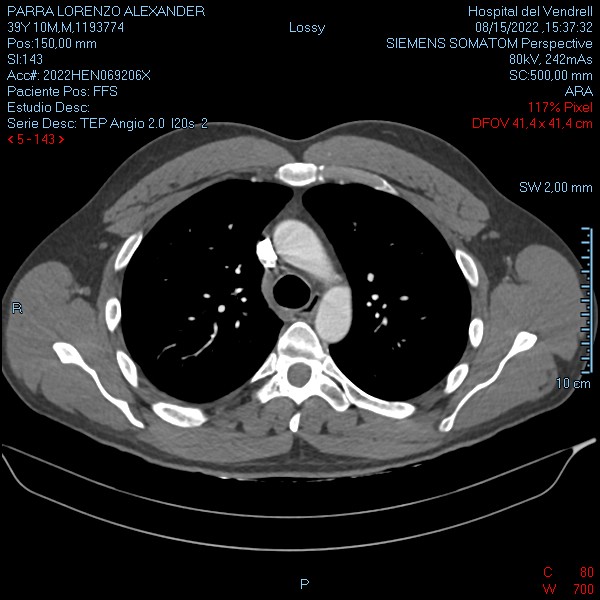 PARRA LORENZO ALEXANDER
39Y 10M,M,1193774
Pos:150,00 mm
SI:143
Acc#: 2022HEN069206X
Paciente Pos: FFS
Estudio Desc:
Serie Desc: TEP Angio 2.0 I20s 2
< 5 - 143 >
Lossy
Hospital del Vendrell
08/15/2022 ,15:37:32
SIEMENS SOMATOM Perspective
80kV, 242mAs
SC:500,00 mm
ARA
117% Pixel
DFOV 41,4 x 41,4 cm
SW 2,00 mm
R
10 cm
P
C 80
W 700